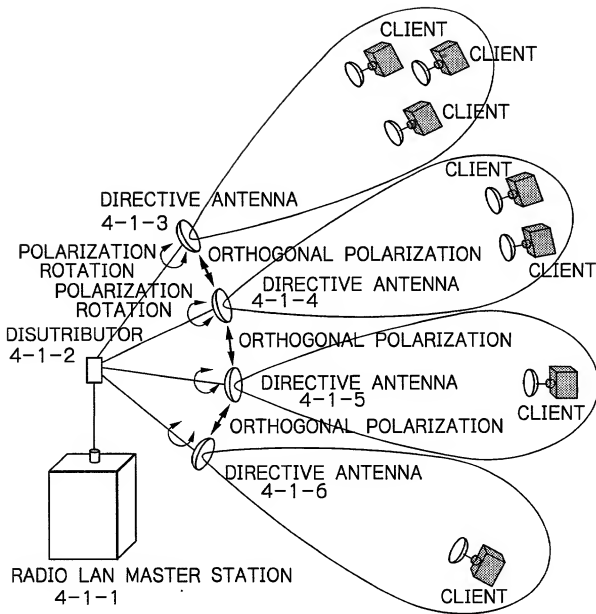 CLIENT
CLIENT
CLIENT
CLIENT
DIRECTIVE ANTENNA
4-1-3
POLARIZATION
ROTATION
ORTHOGONAL POLARIZATION
CLIENT
POLARIZATION
ROTATION
DIRECTIVE ANTENNA
4-1-4
DISUTRIBUTOR
4-1-2
ORTHOGONAL POLARIZATION
DIRECTIVE ANTENNA
4-1-5
CLIENT
ORTHOGONAL POLARIZATION
DIRECTIVE ANTENNA
4-1-6
RADIO LAN MASTER STATION
4-1-1
CLIENT